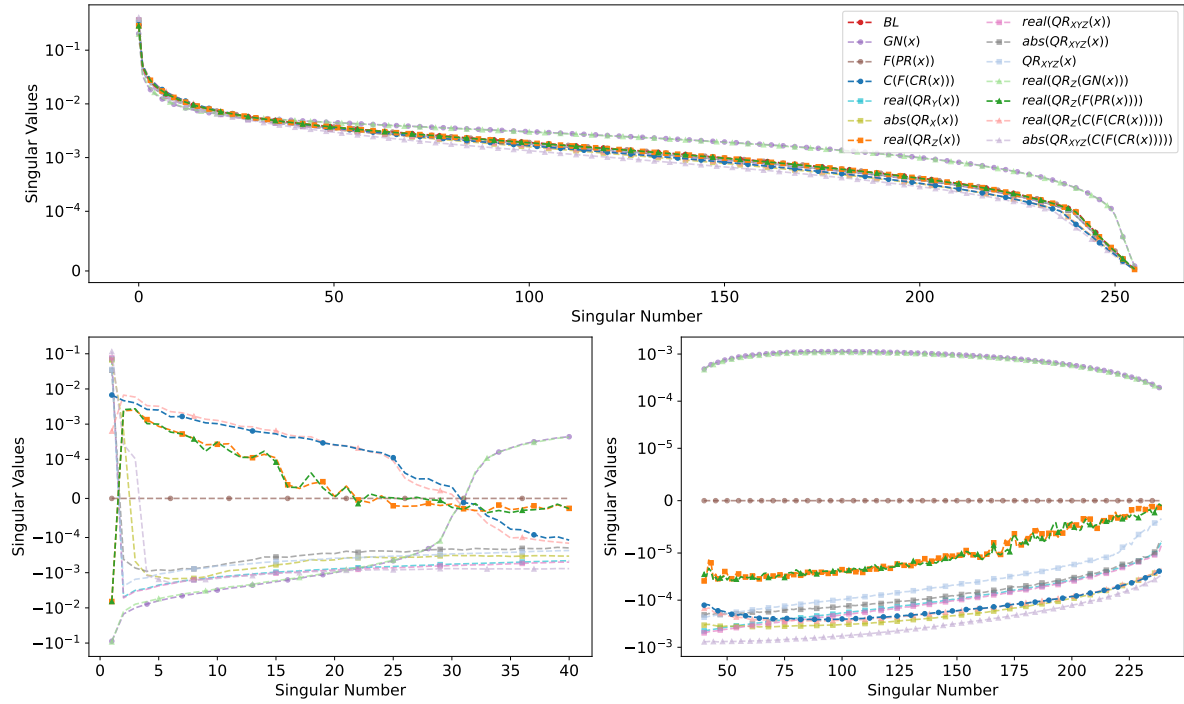 10⁻¹
10⁻²
10⁻³
10⁻⁴
0
Singular Values
0 50 100 150 200 250
Singular Number
BL
GN(x)
F(PR(x))
C(F(CR(x)))
real(QR_Y(x))
abs(QR_X(x))
real(QR_Z(x))
real(QR_XYZ(x))
abs(QR_XYZ(x))
QR_XYZ(x)
real(QR_Z(GN(x)))
real(QR_Z(F(PR(x))))
real(QR_Z(C(F(CR(x)))))
abs(QR_XYZ(C(F(CR(x)))))
10⁻¹
10⁻²
10⁻³
10⁻⁴
0
−10⁻⁴
−10⁻³
−10⁻²
−10⁻¹
Singular Values
0 5 10 15 20 25 30 35 40
Singular Number
10⁻³
10⁻⁴
10⁻⁵
0
−10⁻⁵
−10⁻⁴
−10⁻³
Singular Values
50 75 100 125 150 175 200 225
Singular Number